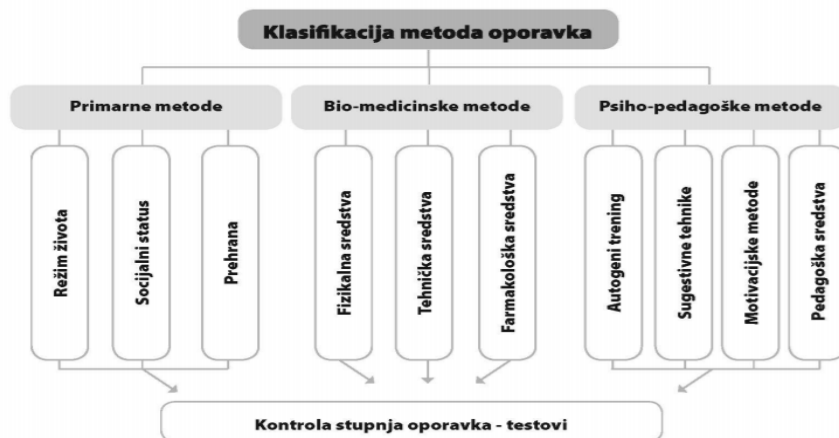 Klasifikacija metoda oporavka
Primarne metode
Bio-medicinske metode
Psiho-pedagoške metode
Režim života
Socijalni status
Prehrana
Fizikalna sredstva
Tehnička sredstva
Farmakološka sredstva
Autogeni trening
Sugestivne tehnike
Motivacijske metode
Pedagoška sredstva
Kontrola stupnja oporavka - testovi